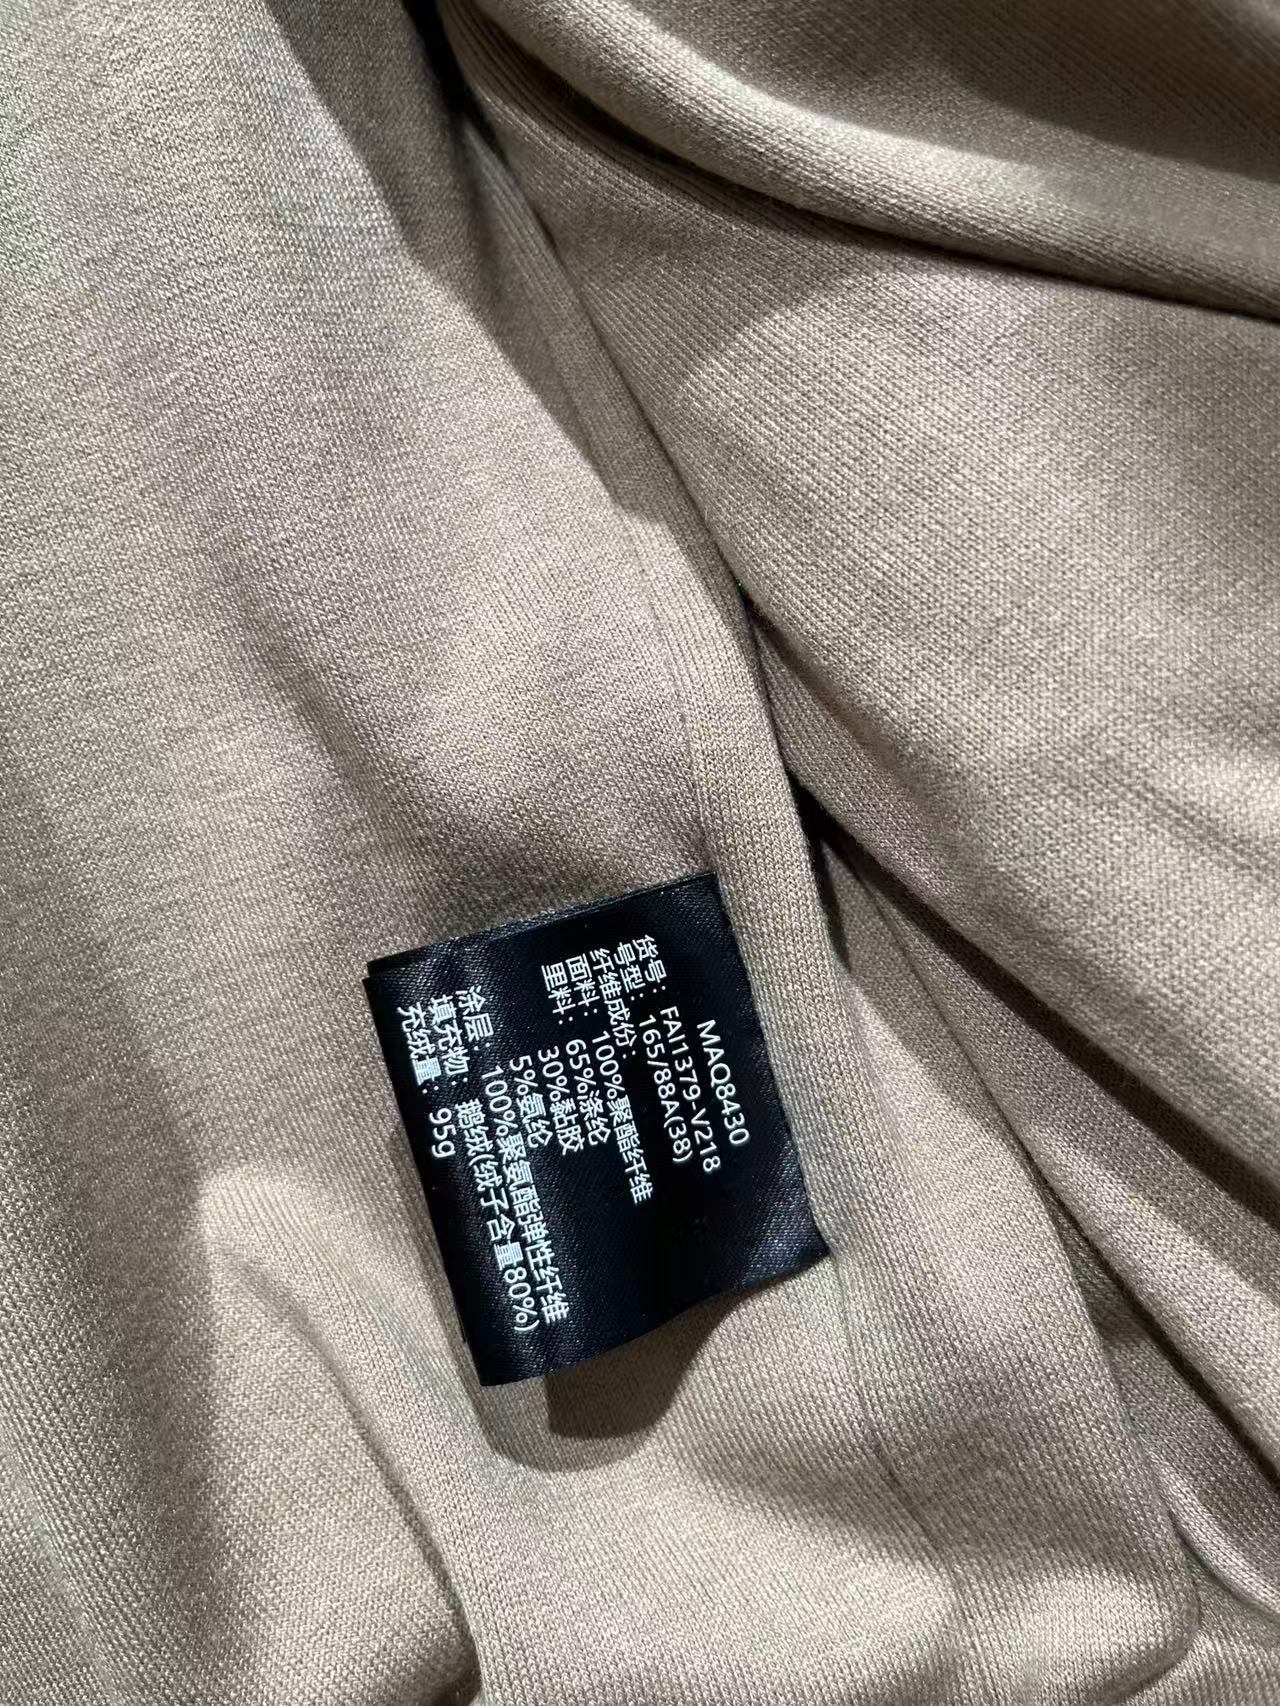 MAQ8430
货号：FAI1379-V218
号型：165/88A(38)
纤维成份：
面料：100%聚酯纤维
里料：65%涤纶
30%黏胶
5%氨纶
涂层：100%聚氨酯弹性纤维
填充物：鹅绒(绒子含量80%)
充绒量：95g